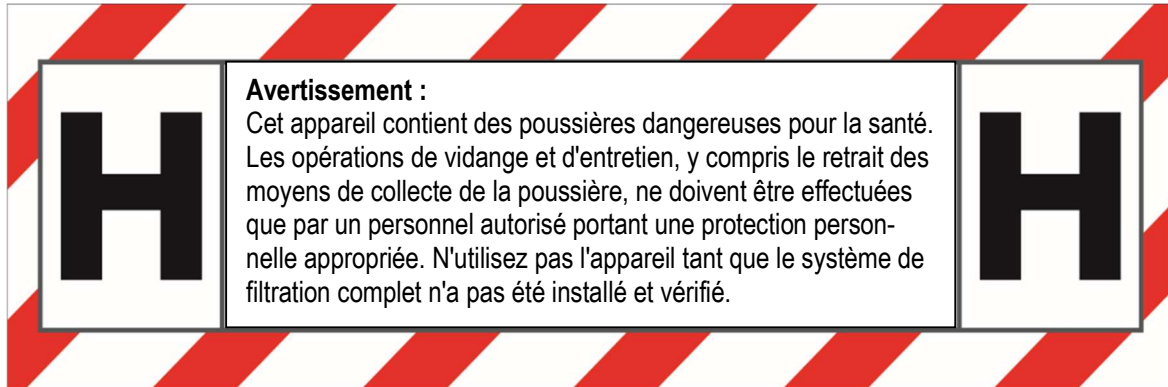 H
Avertissement :
Cet appareil contient des poussières dangereuses pour la santé.
Les opérations de vidange et d'entretien, y compris le retrait des
moyens de collecte de la poussière, ne doivent être effectuées
que par un personnel autorisé portant une protection person-
nelle appropriée. N'utilisez pas l'appareil tant que le système de
filtration complet n'a pas été installé et vérifié.
H